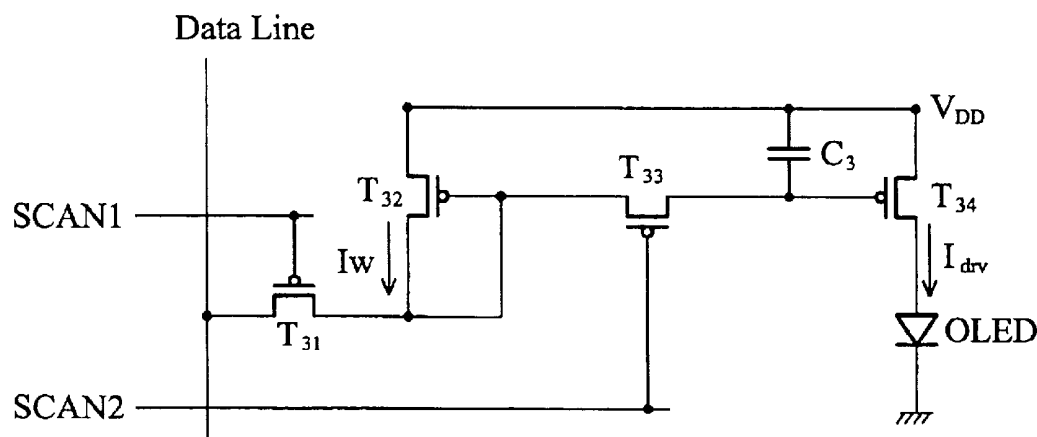 Data Line
V_DD
C_3
T_33
T_32
T_34
SCAN1
Iw
I_drv
T_31
OLED
SCAN2